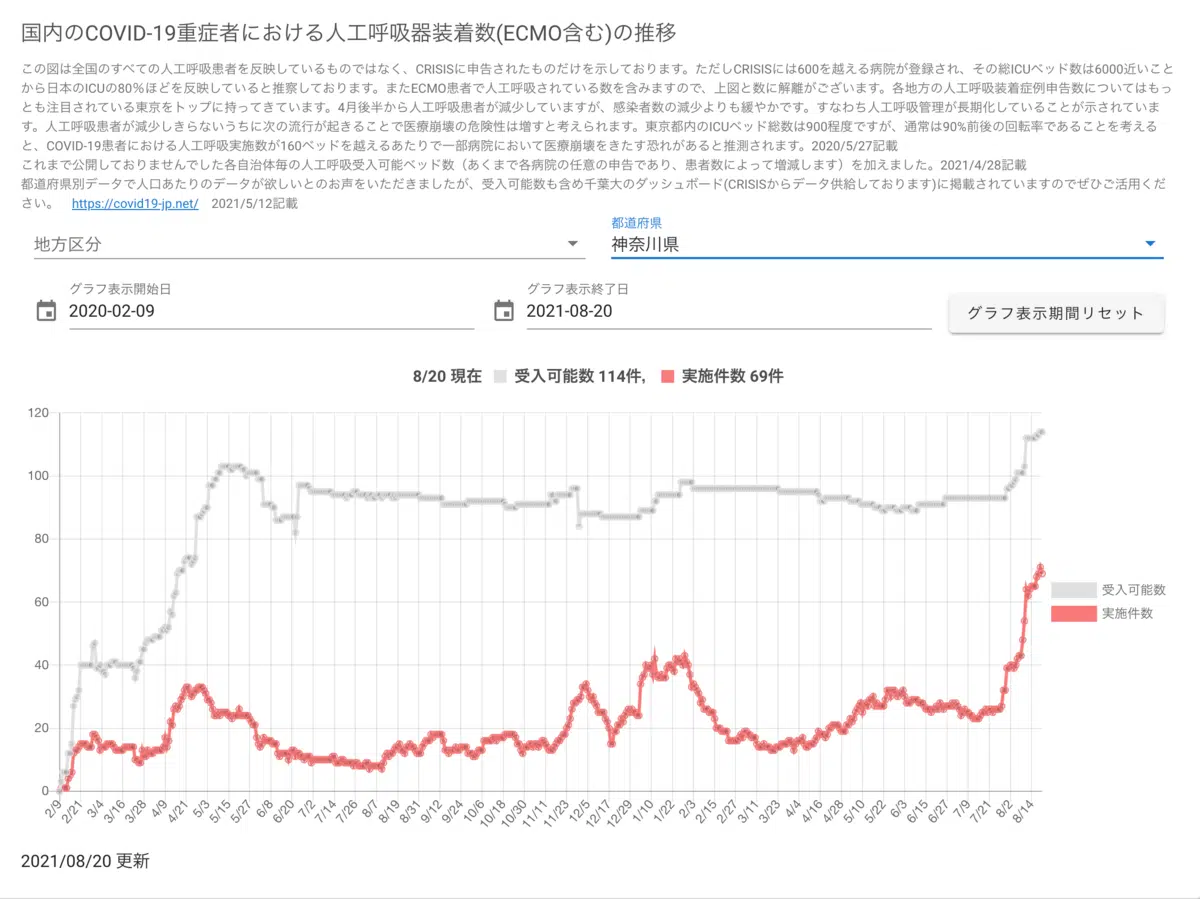 国内のCOVID-19重症者における人工呼吸器装着数(ECMO含む)の推移
この図は全国のすべての人工呼吸患者を反映しているものではなく、CRISISに申告されたものだけを示しております。ただしCRISISには600を越える病院が登録され、その総ICUベッド数は6000近いこと
から日本のICUの80%ほどを反映していると推察しております。またECMO患者で人工呼吸されている数を含みますので、上図と数に解離がございます。各地方の人工呼吸装着症例申告数についてはもっ
とも注目されている東京をトップに持ってきています。4月後半から人工呼吸患者が減少していますが、感染者数の減少よりも緩やかです。すなわち人工呼吸管理が長期化していることが示されていま
す。人工呼吸患者が減少しきらないうちに次の流行が起きることで医療崩壊の危険性は増すと考えられます。東京都内のICUベッド総数は900程度ですが、通常は90%前後の回転率であることを考える
と、COVID-19患者における人工呼吸実施数が160ベッドを越えるあたりで一部病院において医療崩壊をきたす恐れがあると推測されます。2020/5/27記載
これまで公開しておりませんでした各自治体毎の人工呼吸受入可能ベッド数（あくまで各病院の任意の申告であり、患者数によって増減します）を加えました。2021/4/28記載
都道府県別データで人口あたりのデータが欲しいとのお声をいただきましたが、受入可能数も含め千葉大のダッシュボード(CRISISからデータ供給しております)に掲載されていますのでぜひご活用くだ
さい。 https://covid19-jp.net/ 2021/5/12記載
都道府県
地方区分 神奈川県
グラフ表示開始日 グラフ表示終了日
2020-02-09 2021-08-20 グラフ表示期間リセット
8/20 現在 受入可能数 114件, 実施件数 69件
120
100
80
60
40
20
0
受入可能数
実施件数
2/9 2/21 3/4 3/16 3/28 4/9 4/21 5/3 5/15 5/27 6/8 6/20 7/2 7/14 7/26 8/7 8/19 8/31 9/12 9/24 10/6 10/18 10/30 11/11 11/23 12/5 12/17 12/29 1/10 1/22 2/3 2/15 2/27 3/11 3/23 4/4 4/16 4/28 5/10 5/22 6/3 6/15 6/27 7/9 7/21 8/2 8/14
2021/08/20 更新